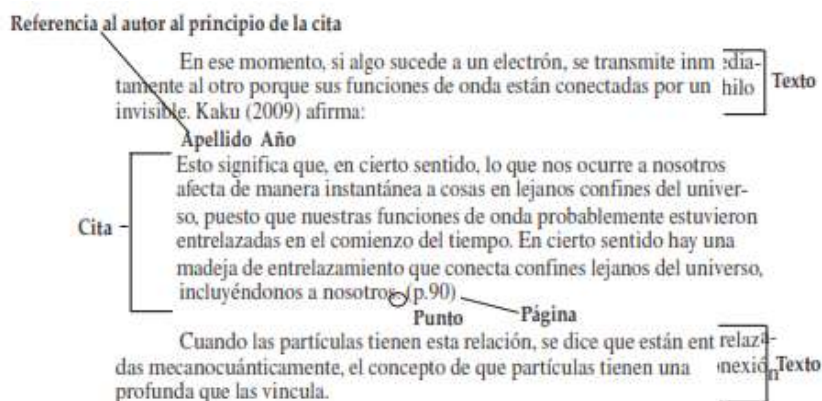 Referencia al autor al principio de la cita
En ese momento, si algo sucede a un electrón, se transmite inmedia-
tamente al otro porque sus funciones de onda están conectadas por un hilo
Texto
invisible. Kaku (2009) afirma:
Apellido Año
Esto significa que, en cierto sentido, lo que nos ocurre a nosotros
afecta de manera instantánea a cosas en lejanos confines del univer-
Cita
so, puesto que nuestras funciones de onda probablemente estuvieron
entrelazadas en el comienzo del tiempo. En cierto sentido hay una
madeja de entrelazamiento que conecta confines lejanos del universo,
incluyéndonos a nosotros. (p.90)
Punto
Página
Cuando las partículas tienen esta relación, se dice que están entrelaza-
das mecanocuánticamente, el concepto de que partículas tienen una nexión
Texto
profunda que las vincula.